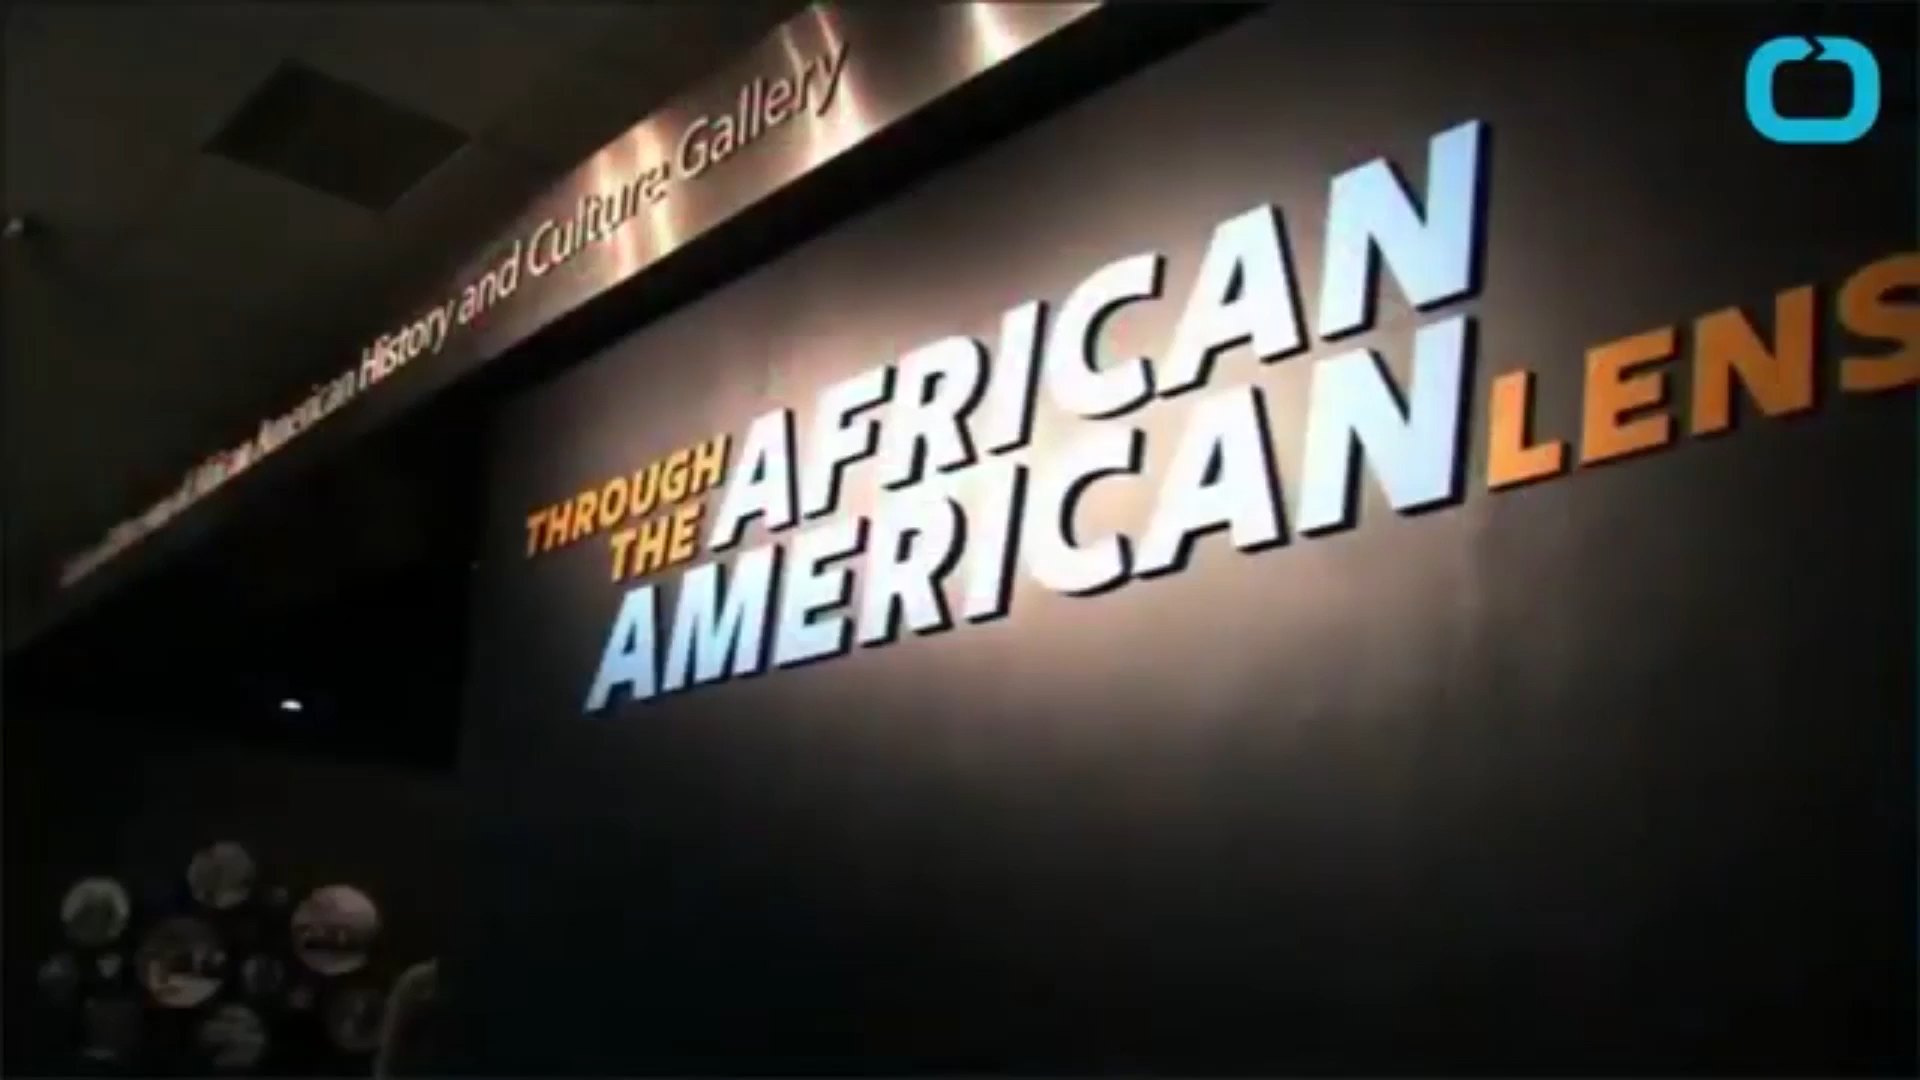 African American History and Culture Gallery
THROUGH
THE
AFRICAN
AMERICAN LENS